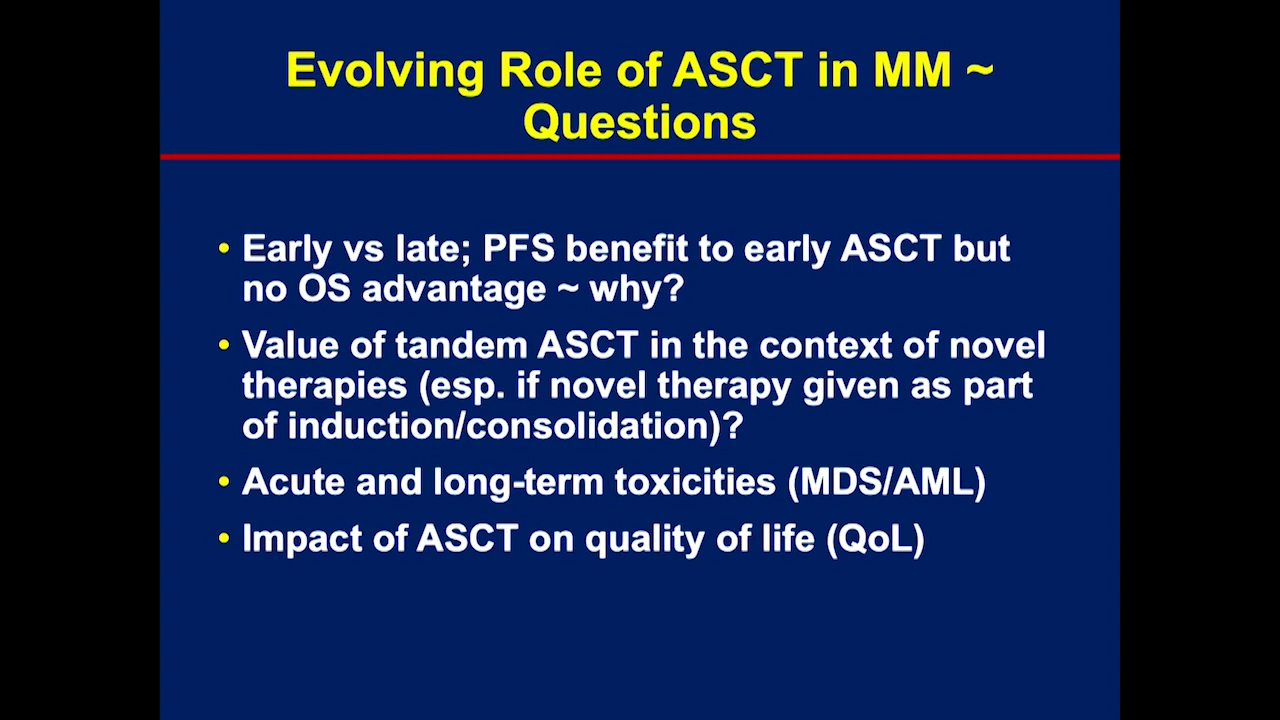 Evolving Role of ASCT in MM ~
Questions
• Early vs late; PFS benefit to early ASCT but
no OS advantage ~ why?
• Value of tandem ASCT in the context of novel
therapies (esp. if novel therapy given as part
of induction/consolidation)?
• Acute and long-term toxicities (MDS/AML)
• Impact of ASCT on quality of life (QoL)